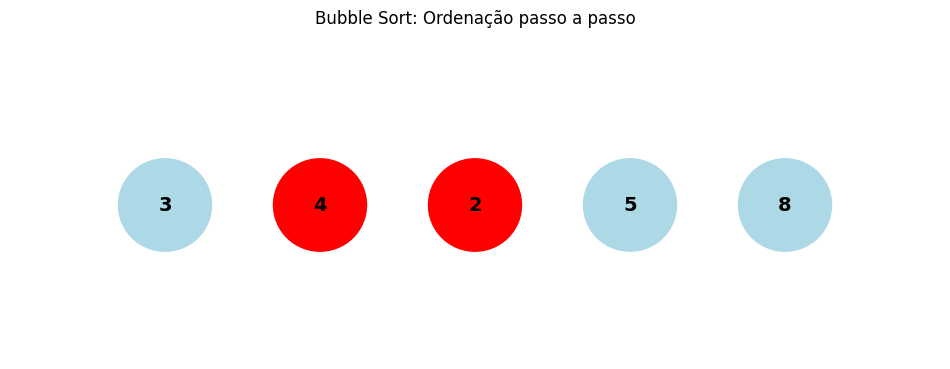 Bubble Sort: Ordenação passo a passo
3 4 2 5 8